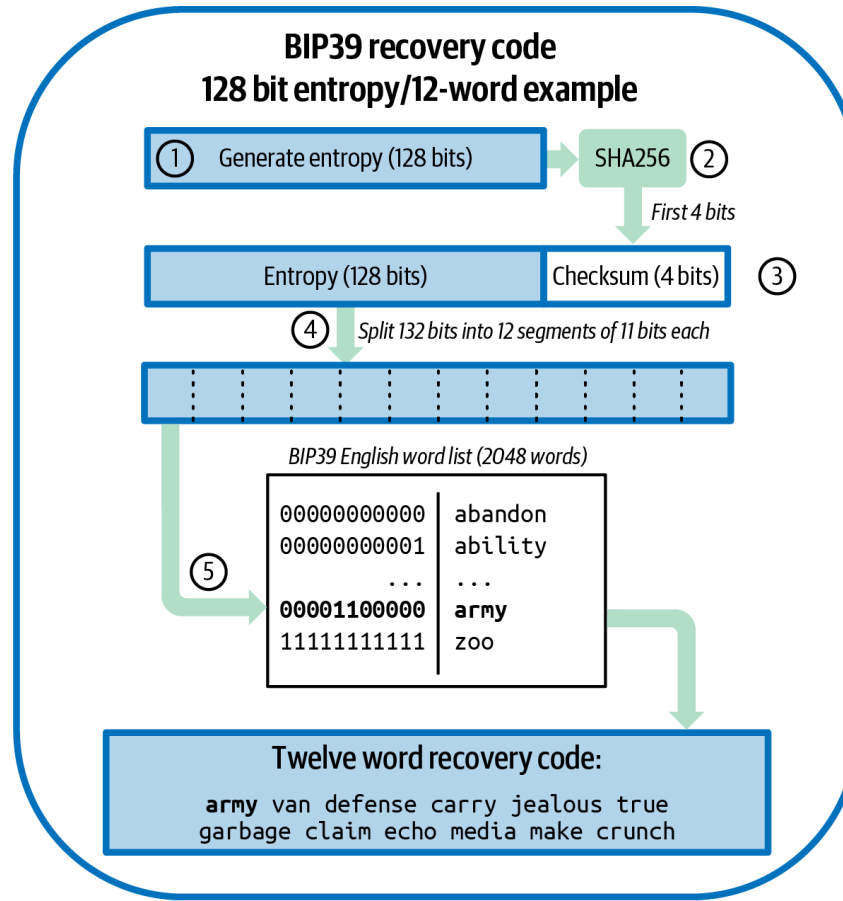 BIP39 recovery code
128 bit entropy/12-word example
1 Generate entropy (128 bits) SHA256 2
First 4 bits
Entropy (128 bits) Checksum (4 bits) 3
4 Split 132 bits into 12 segments of 11 bits each
BIP39 English word list (2048 words)
00000000000 abandon
00000000001 ability
... ...
5
00001100000 army
11111111111 zoo
Twelve word recovery code:
army van defense carry jealous true
garbage claim echo media make crunch